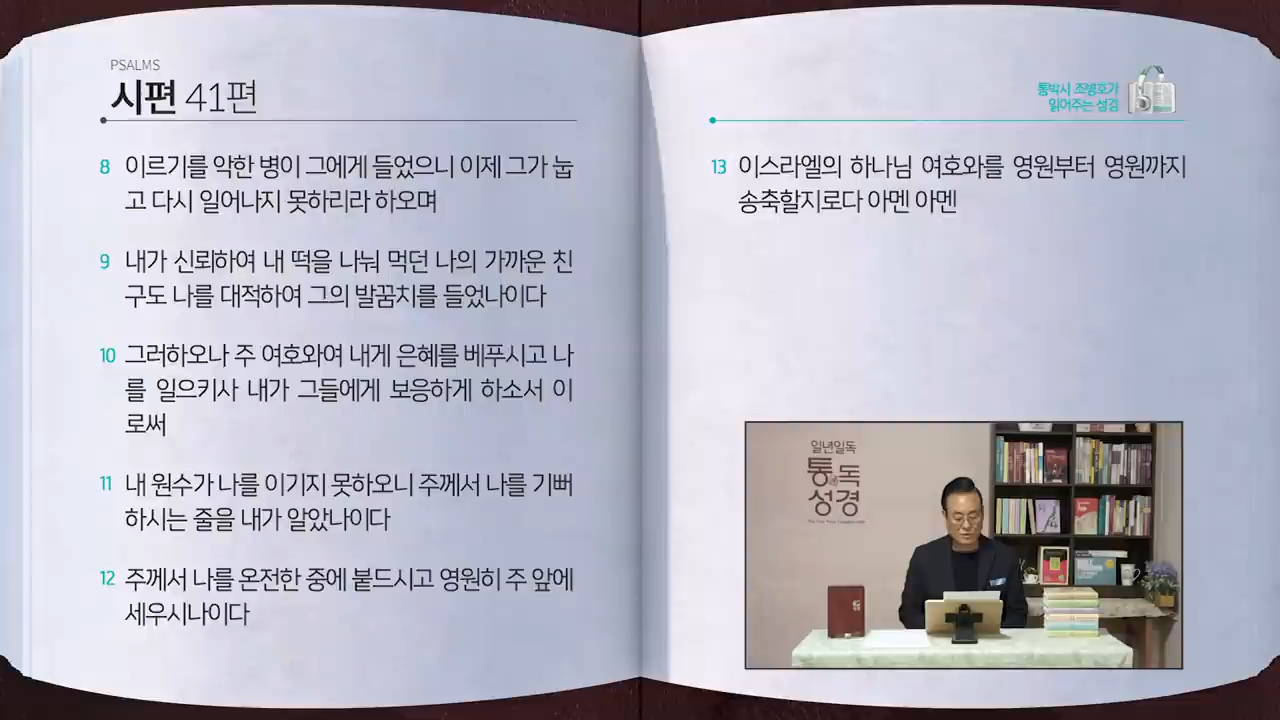 PSALMS
시편 41편
통박사 조병호가
읽어주는 성경
8 이르기를 악한 병이 그에게 들었으니 이제 그가 눕
고 다시 일어나지 못하리라 하오며
9 내가 신뢰하여 내 떡을 나눠 먹던 나의 가까운 친
구도 나를 대적하여 그의 발꿈치를 들었나이다
10 그러하오나 주 여호와여 내게 은혜를 베푸시고 나
를 일으키사 내가 그들에게 보응하게 하소서 이
로써
11 내 원수가 나를 이기지 못하오니 주께서 나를 기뻐
하시는 줄을 내가 알았나이다
12 주께서 나를 온전한 중에 붙드시고 영원히 주 앞에
세우시나이다
13 이스라엘의 하나님 여호와를 영원부터 영원까지
송축할지로다 아멘 아멘
일년일독
통독
성경